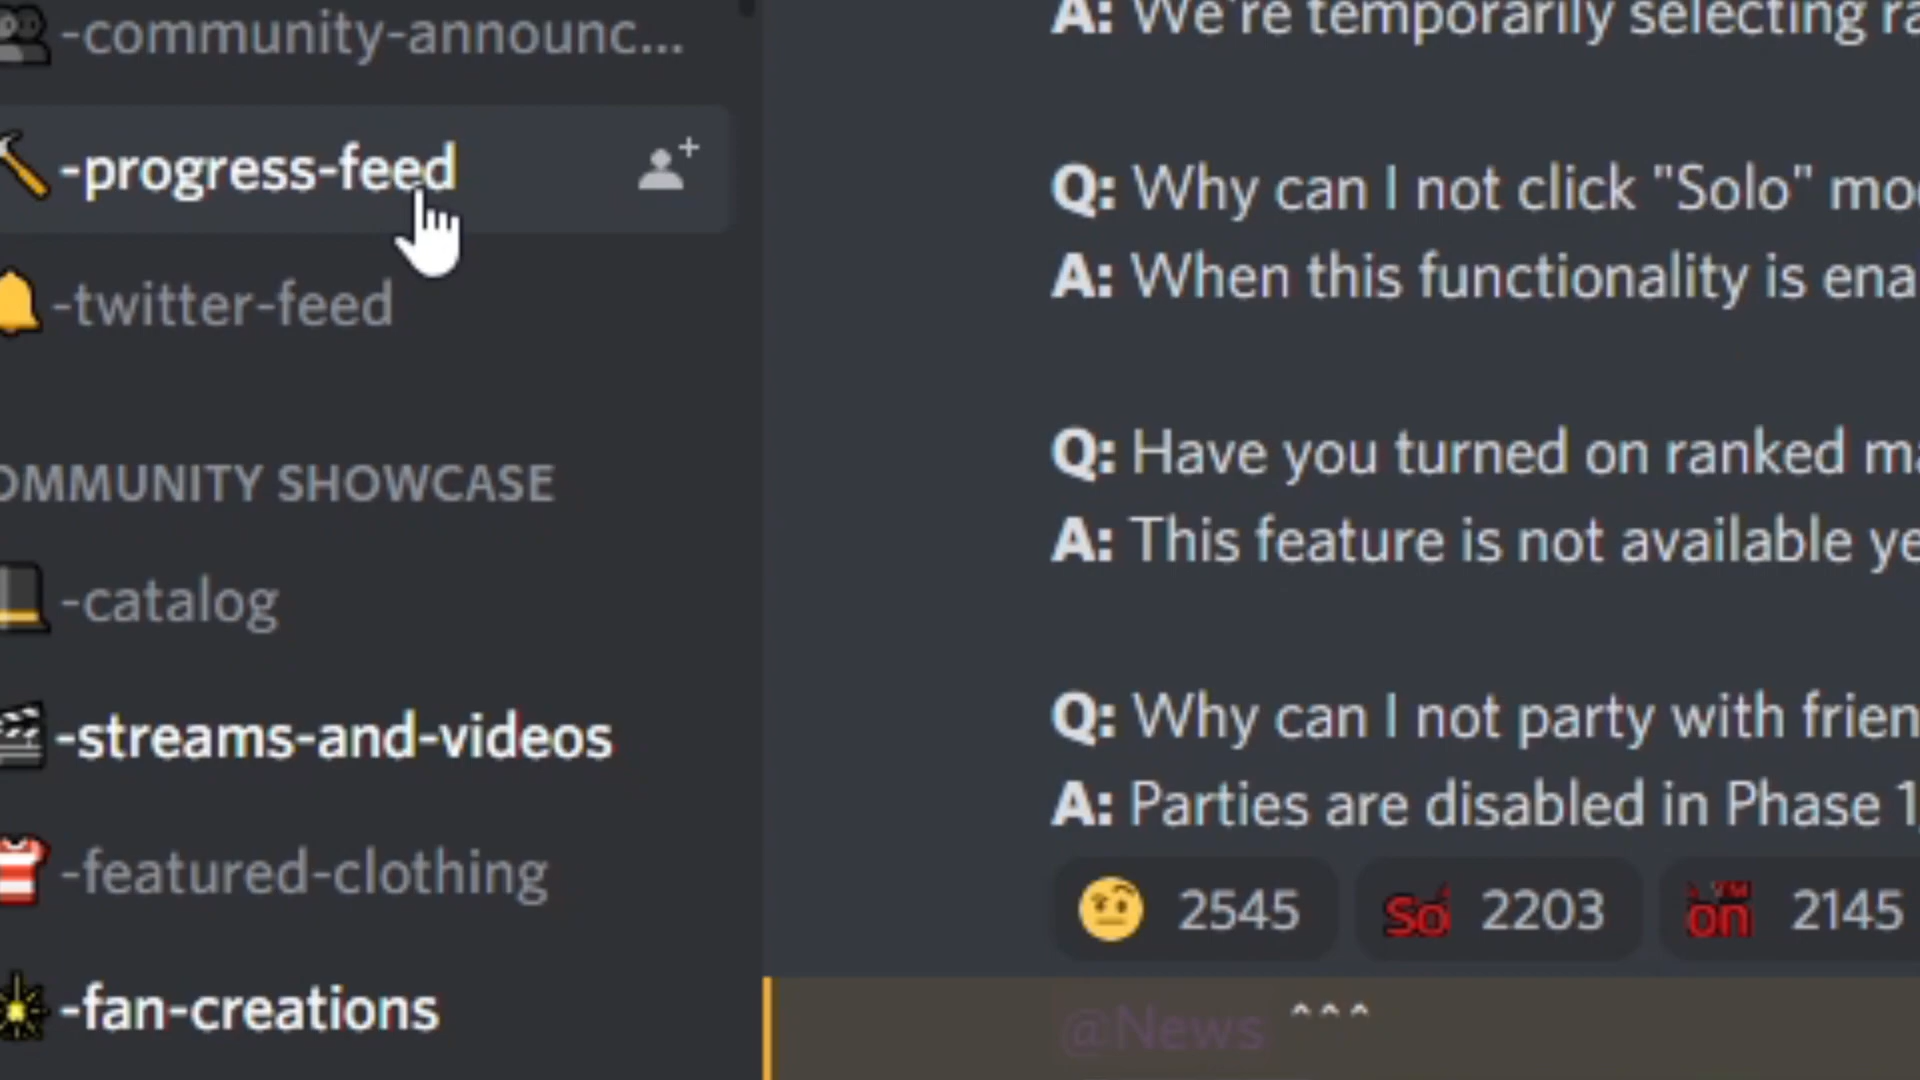 -community-announc...
-progress-feed
-twitter-feed
OMMUNITY SHOWCASE
-catalog
-streams-and-videos
-featured-clothing
-fan-creations
A: We're temporarily selecting ra
Q: Why can I not click "Solo" mo
A: When this functionality is ena
Q: Have you turned on ranked ma
A: This feature is not available ye
Q: Why can I not party with frien
A: Parties are disabled in Phase 1
2545 so 2203 on TM 2145
@News ^^^